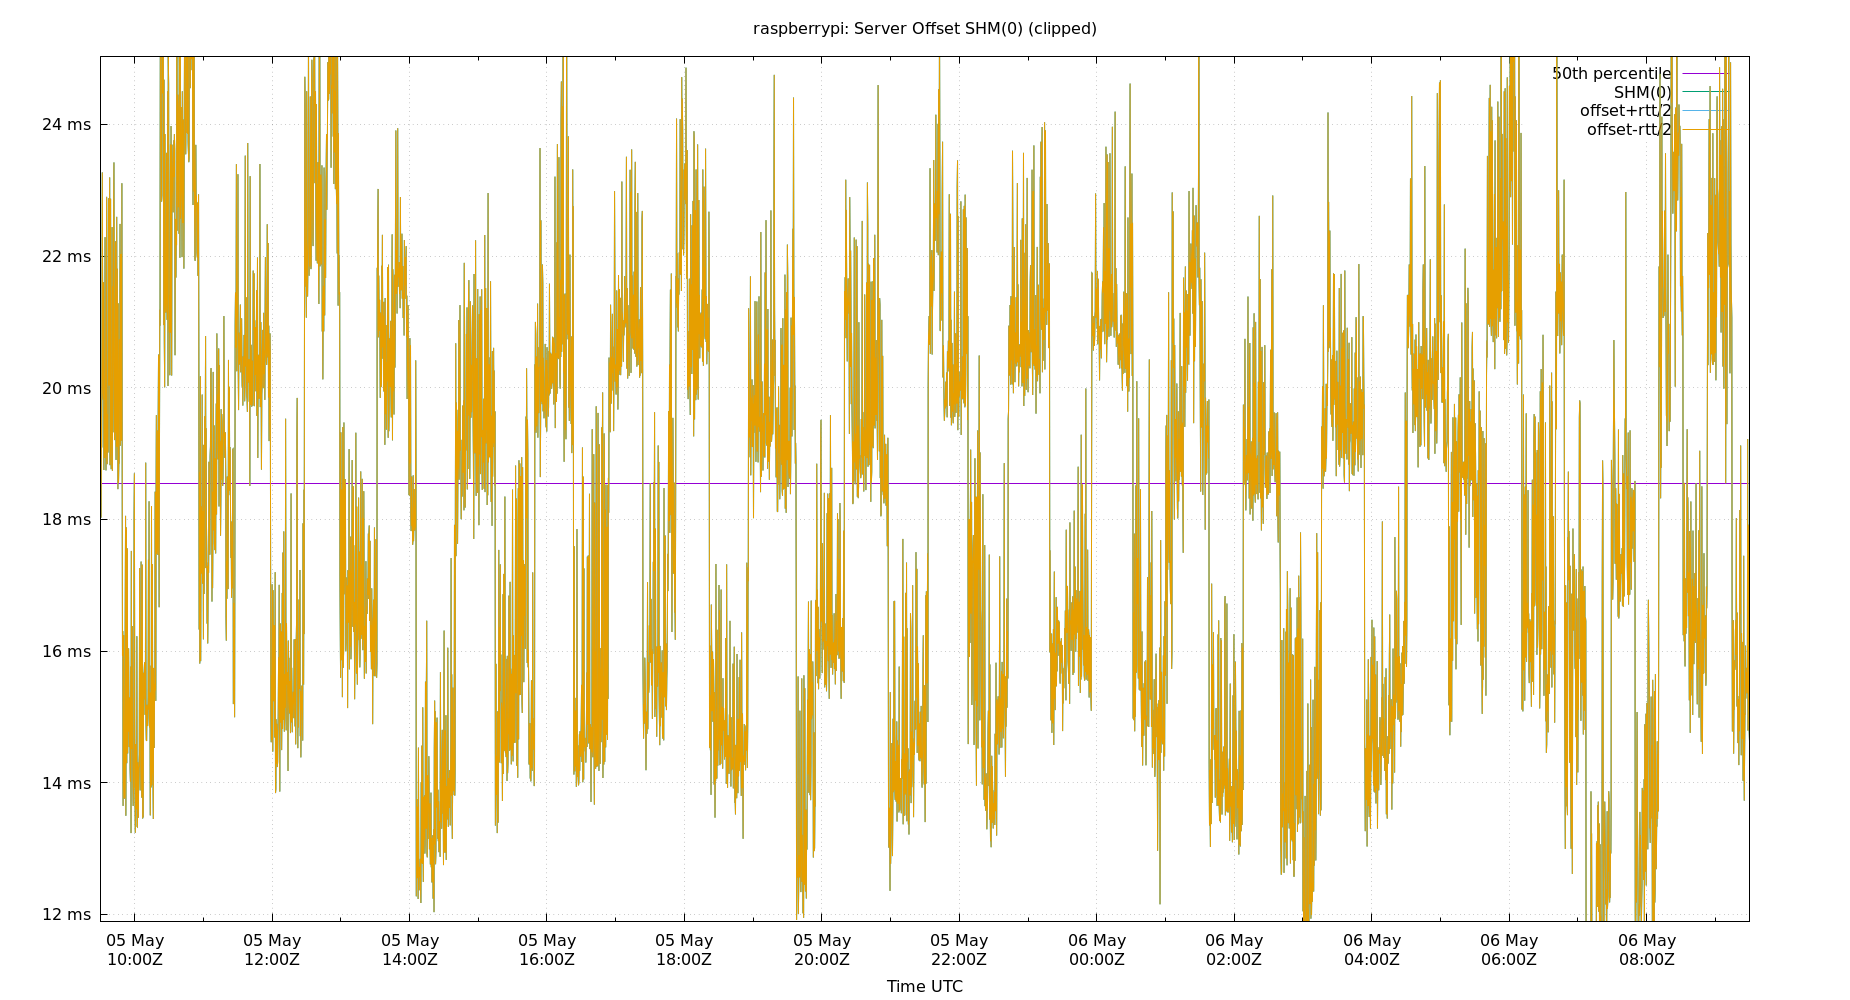 raspberrypi: Server Offset SHM(0) (clipped)
50th percentile
SHM(0)
offset+rtt/2
offset-rtt/2
24 ms
22 ms
20 ms
18 ms
16 ms
14 ms
12 ms
05 May 05 May 05 May 05 May 05 May 05 May 05 May 06 May 06 May 06 May 06 May 06 May
10:00Z 12:00Z 14:00Z 16:00Z 18:00Z 20:00Z 22:00Z 00:00Z 02:00Z 04:00Z 06:00Z 08:00Z
Time UTC